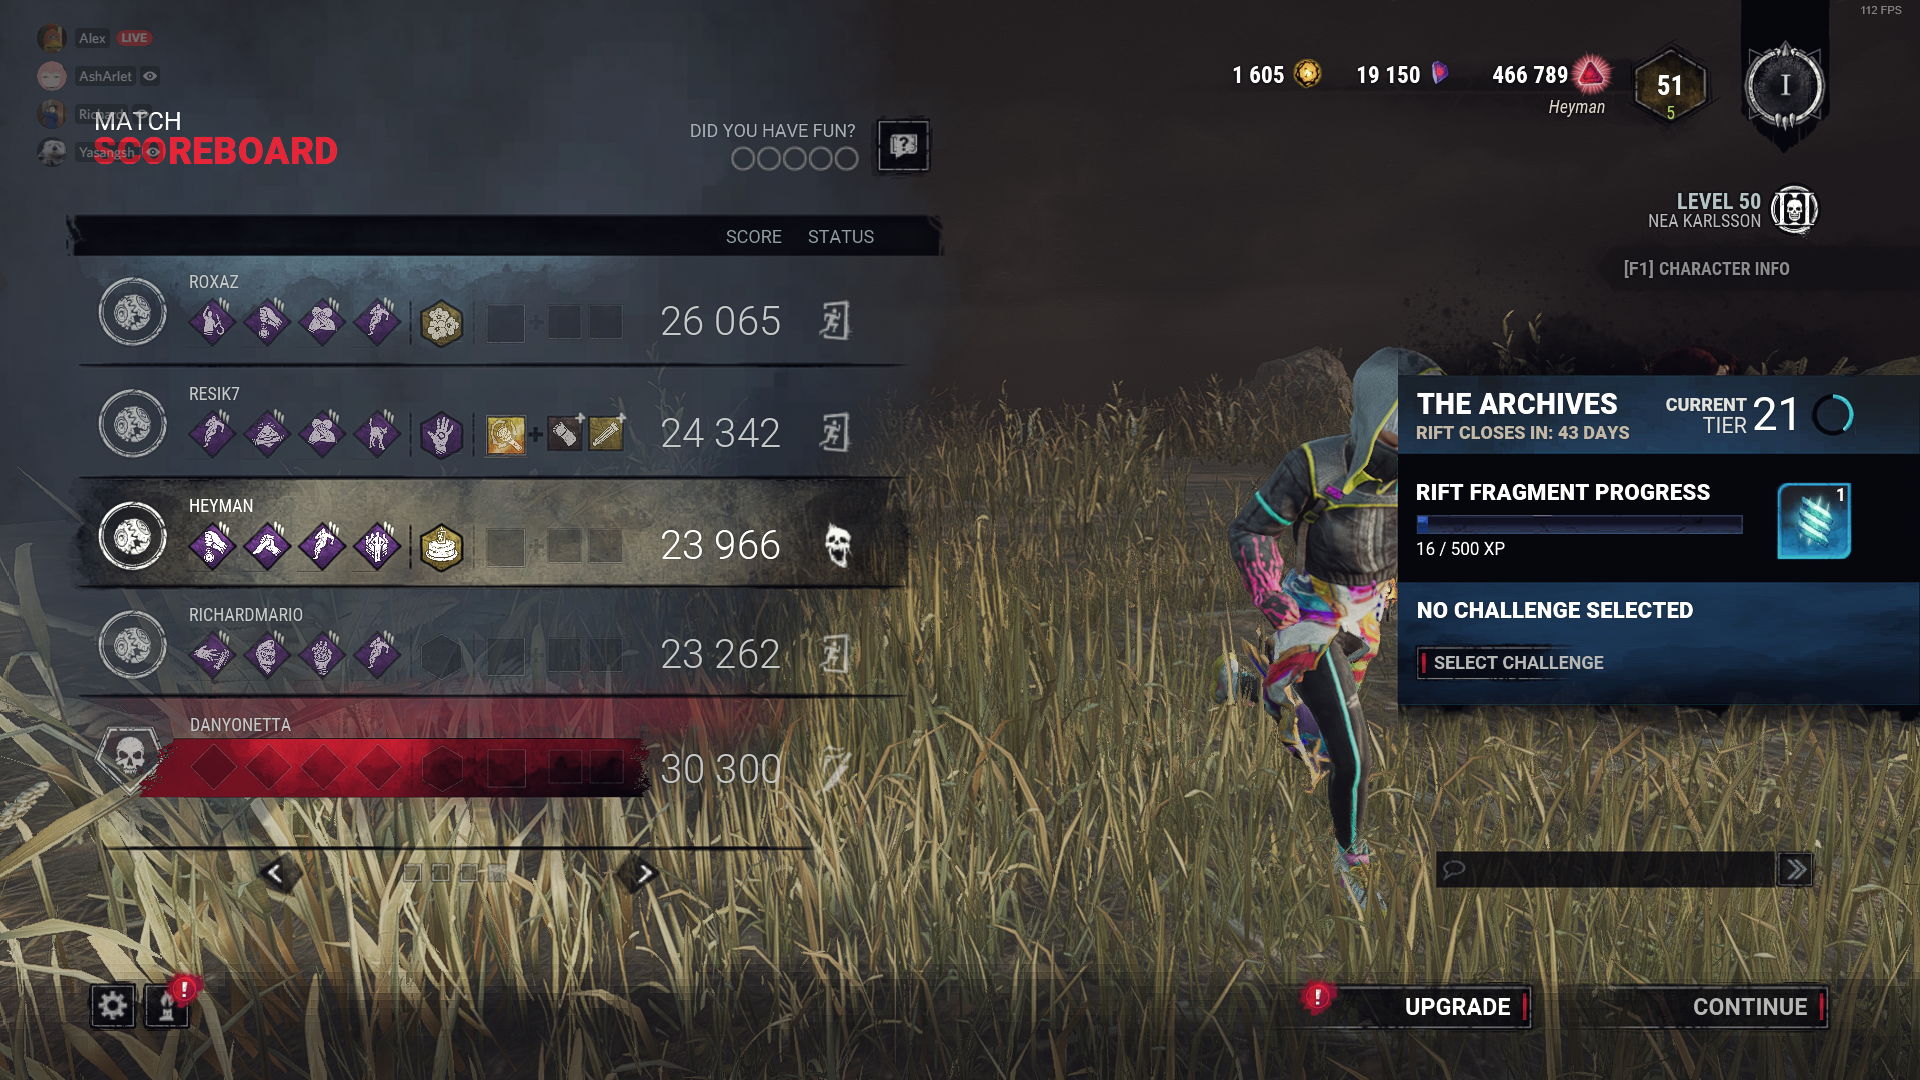 112 FPS
Alex LIVE
AshArlet
Richard
Yasangsh
MATCH
SCOREBOARD
DID YOU HAVE FUN?
1 605
19 150
466 789
Heyman
51
5
I
LEVEL 50
NEA KARLSSON
[F1] CHARACTER INFO
SCORE STATUS
ROXAZ
26 065
RESIK7
24 342
HEYMAN
23 966
RICHARDMARIO
23 262
DANYONETTA
30 300
THE ARCHIVES
RIFT CLOSES IN: 43 DAYS
CURRENT
TIER 21
RIFT FRAGMENT PROGRESS
1
16 / 500 XP
NO CHALLENGE SELECTED
SELECT CHALLENGE
UPGRADE
CONTINUE